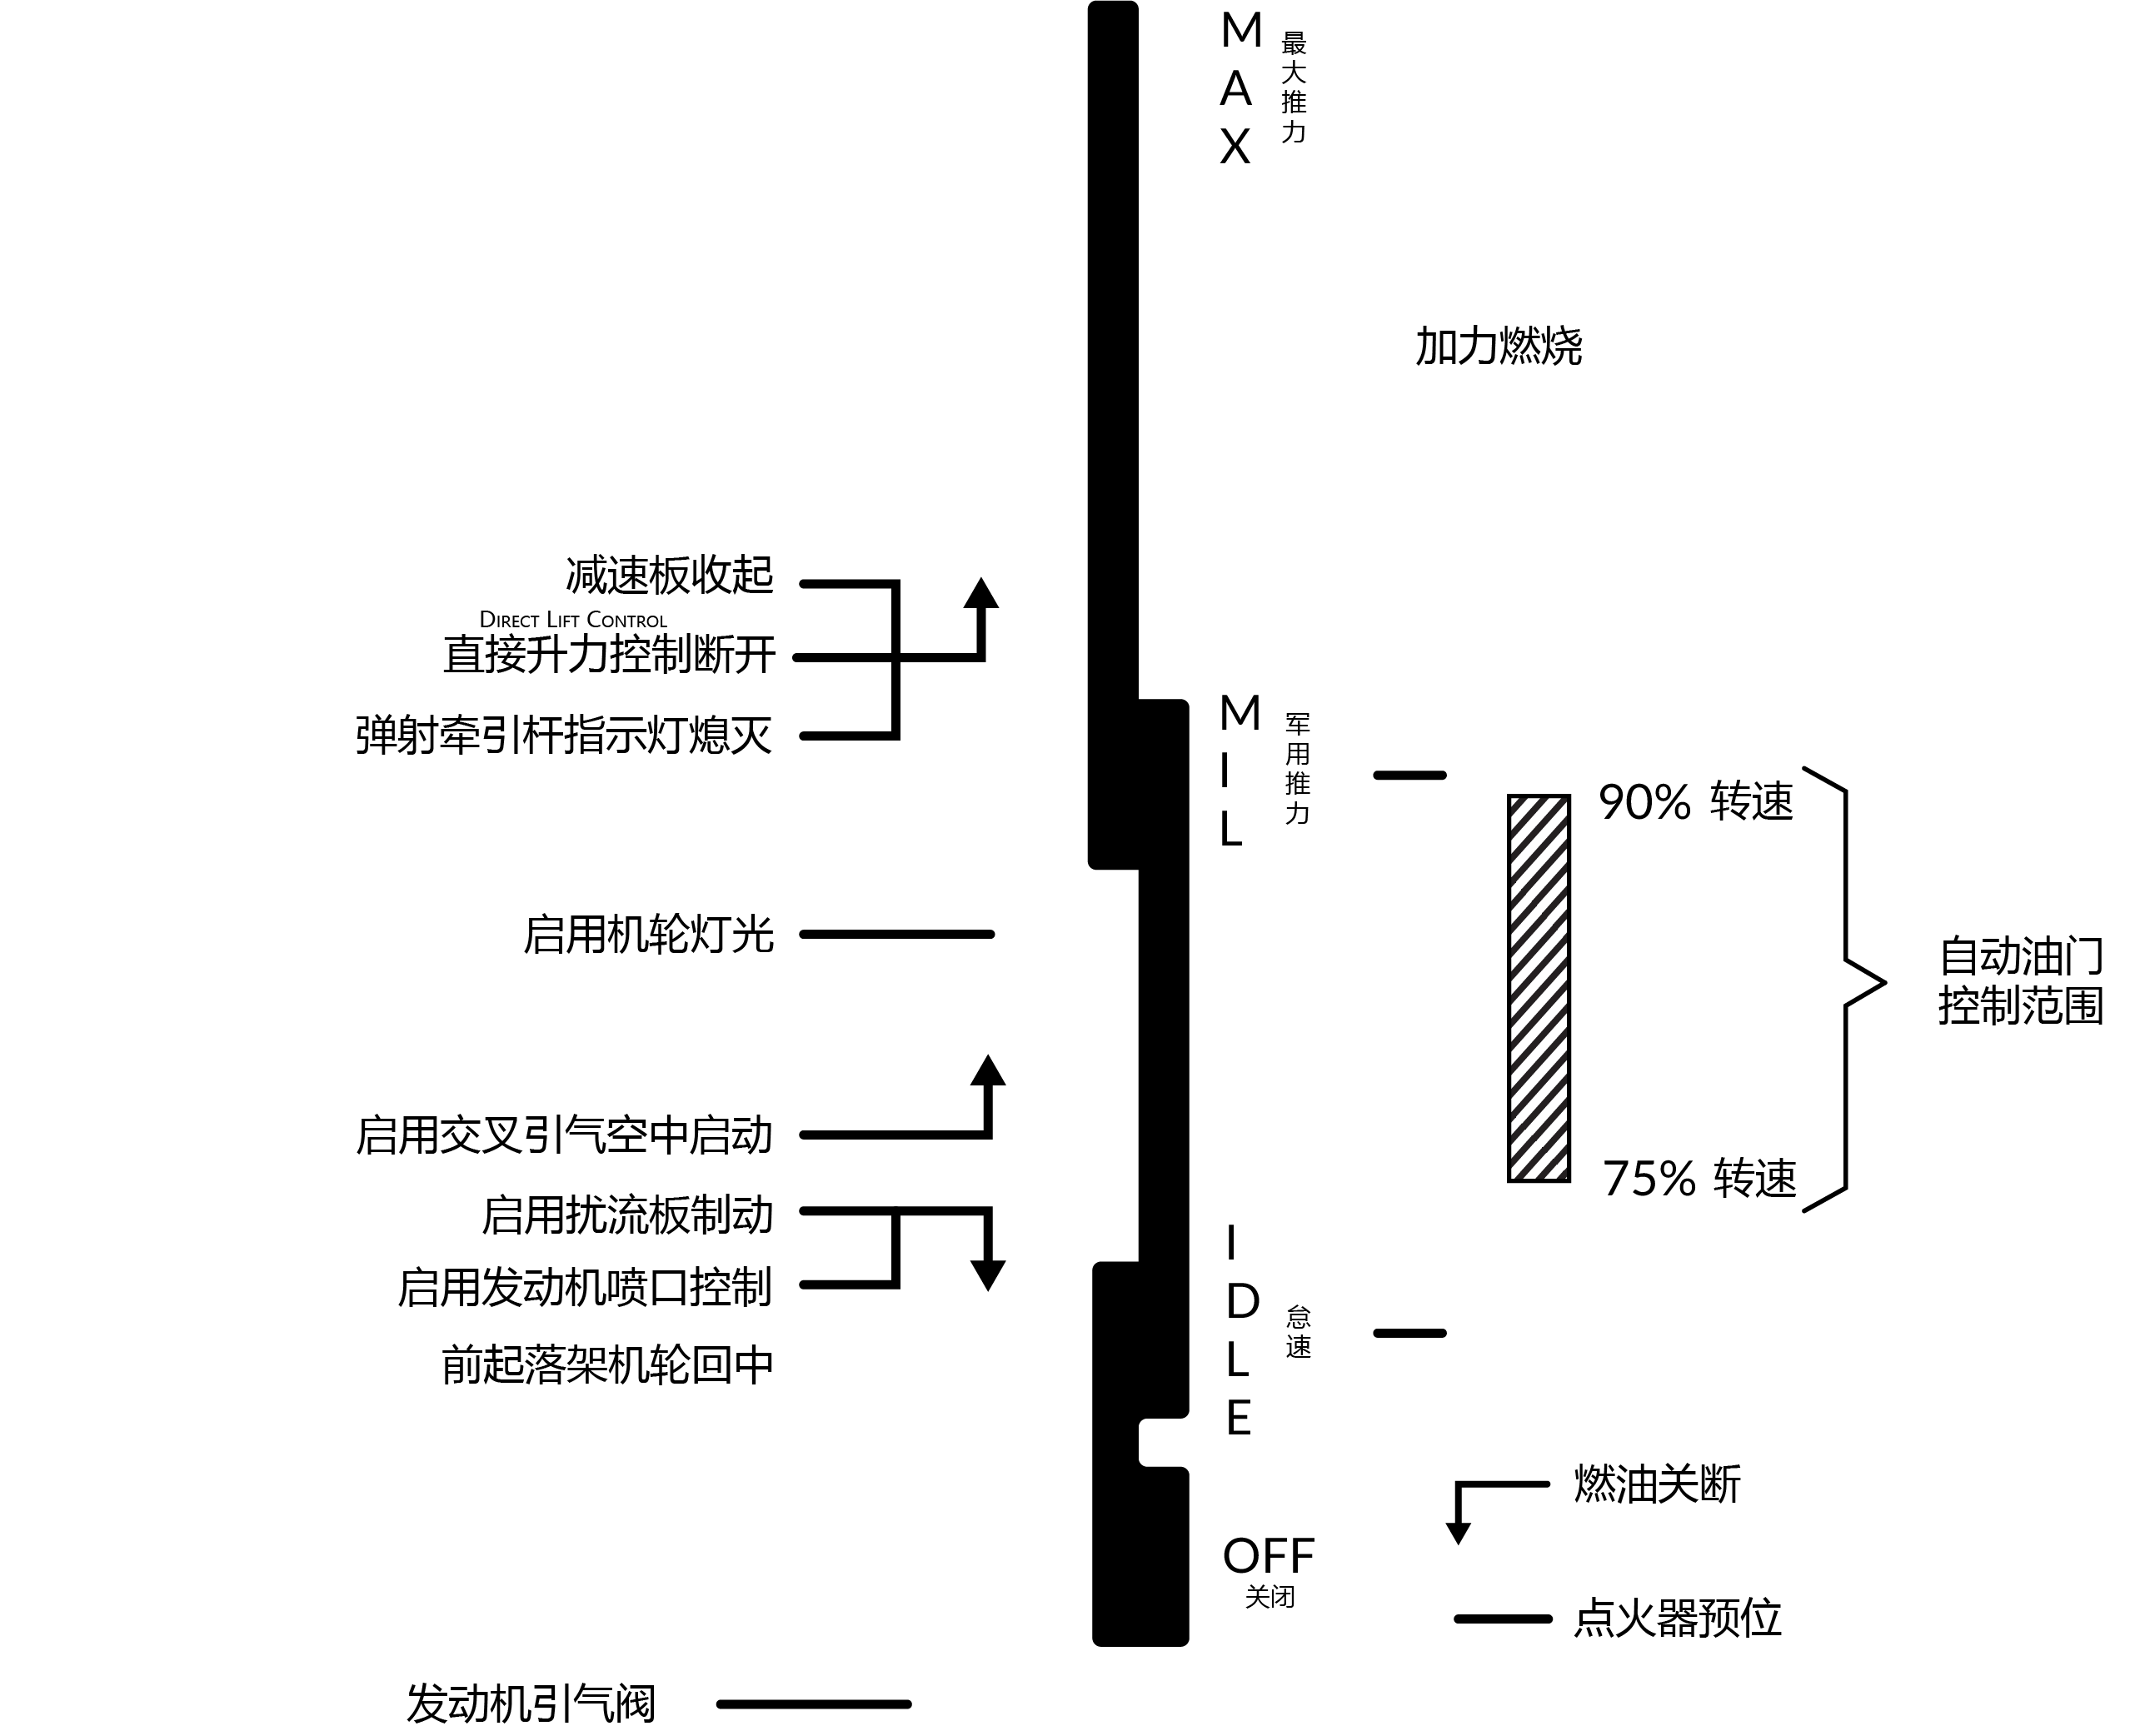 MAX
最大推力
加力燃烧
减速板收起
DIRECT LIFT CONTROL
直接升力控制断开
弹射牵引杆指示灯熄灭
MIL
军用推力
90% 转速
启用机轮灯光
自动油门
控制范围
启用交叉引气空中启动
75% 转速
启用扰流板制动
启用发动机喷口控制
IDLE
怠速
前起落架机轮回中
燃油关断
OFF
关闭
点火器预位
发动机引气阀